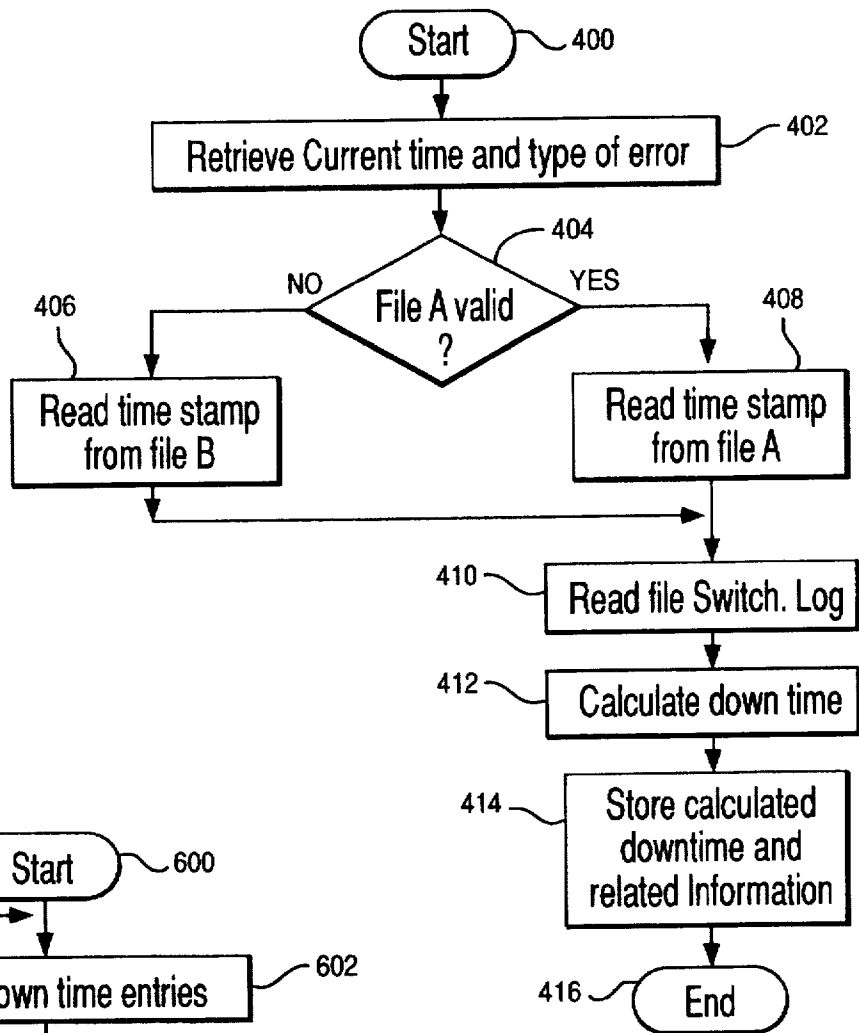 Start
400
Retrieve Current time and type of error
402
404
NO
File A valid
?
YES
406
408
Read time stamp
from file B
Read time stamp
from file A
410
Read file Switch. Log
412
Calculate down time
414
Store calculated
downtime and
related Information
416
End
Start
600
602
time entries